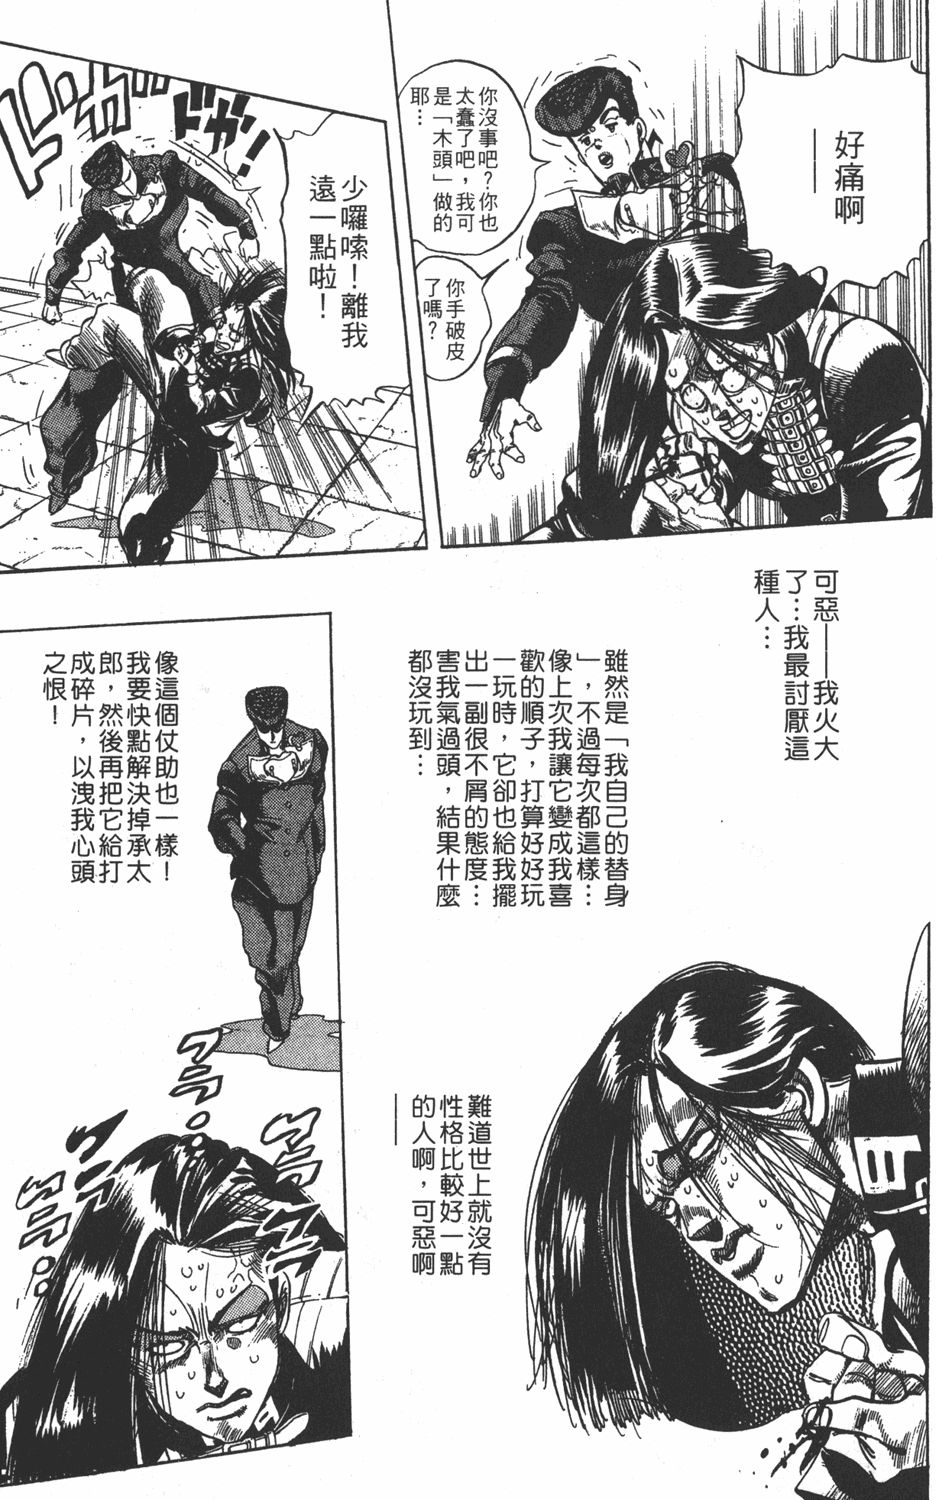 好痛啊
——
你沒事吧？你也
太蠢了吧，我可
是「木頭」做的
耶…
你手破皮
了嗎？
ドガドガ！
少囉嗦！離我
遠一點啦！
可惡——我火大
了…我最討厭這
種人…
雖然是「我自己的替身
」，不過每次都這樣…
像上次我讓它變成我喜
歡的順子，打算好好玩
一玩時，它卻也給我擺
出一副很不屑的態度…
害我氣過頭，結果什麼
都沒玩到…
難道世上就沒有
性格比較好一點
的人啊，可惡啊
——
像這個仗助也一樣！
我要快點解決掉承太
郎，然後再把它給打
成碎片，以洩我心頭
之恨！